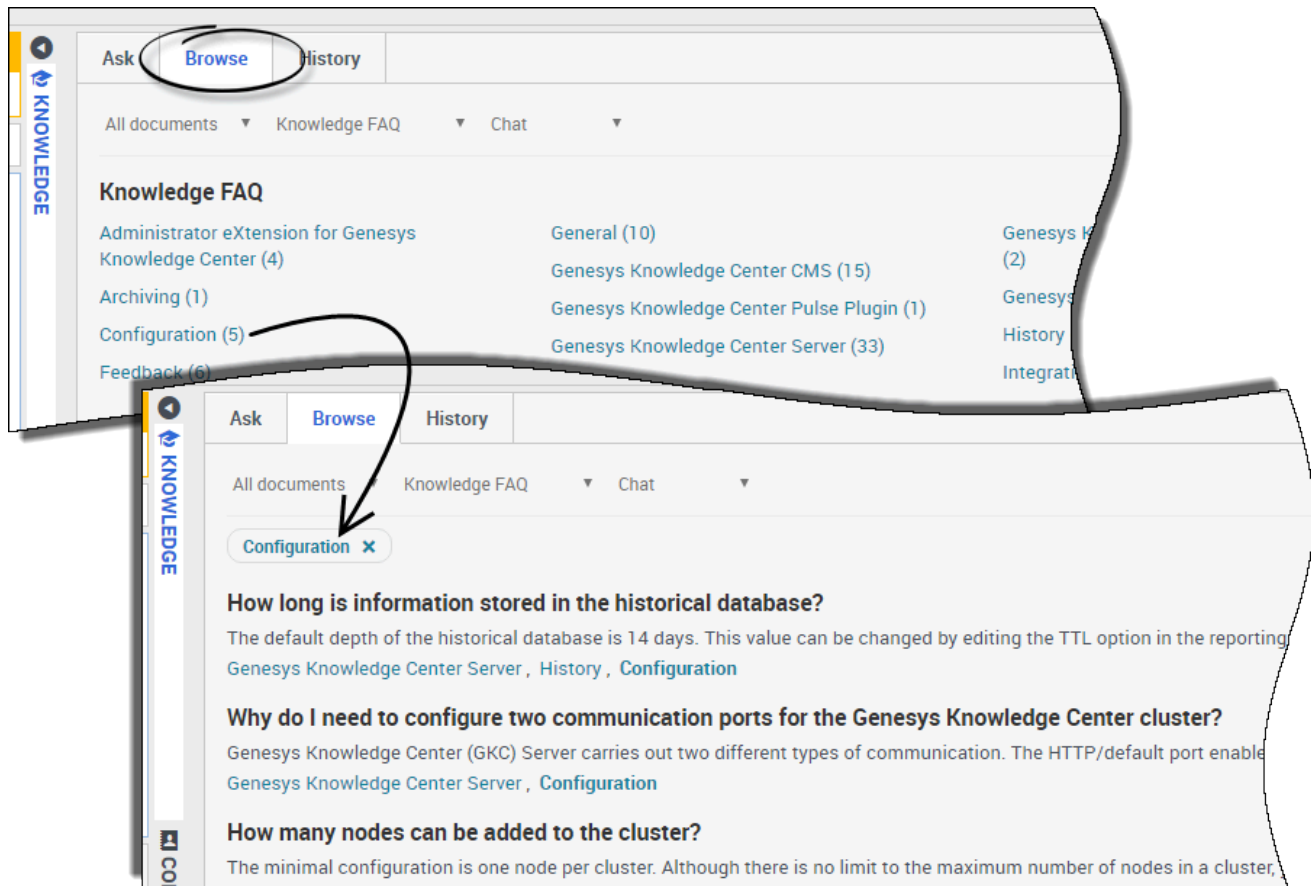 Ask Browse History
KNOWLEDGE
All documents Knowledge FAQ Chat
Knowledge FAQ
Administrator eXtension for Genesys
Knowledge Center (4)
Archiving (1)
Configuration (5)
Feedback (6)
General (10)
Genesys Knowledge Center CMS (15)
Genesys Knowledge Center Pulse Plugin (1)
Genesys Knowledge Center Server (33)
Genesys
(2)
Genesys
History
Ask Browse History
KNOWLEDGE
All documents Knowledge FAQ Chat
Configuration ×
How long is information stored in the historical database?
The default depth of the historical database is 14 days. This value can be changed by editing the TTL option in the reporting
Genesys Knowledge Center Server , History , Configuration
Why do I need to configure two communication ports for the Genesys Knowledge Center cluster?
Genesys Knowledge Center (GKC) Server carries out two different types of communication. The HTTP/default port enable
Genesys Knowledge Center Server , Configuration
How many nodes can be added to the cluster?
The minimal configuration is one node per cluster. Although there is no limit to the maximum number of nodes in a cluster,